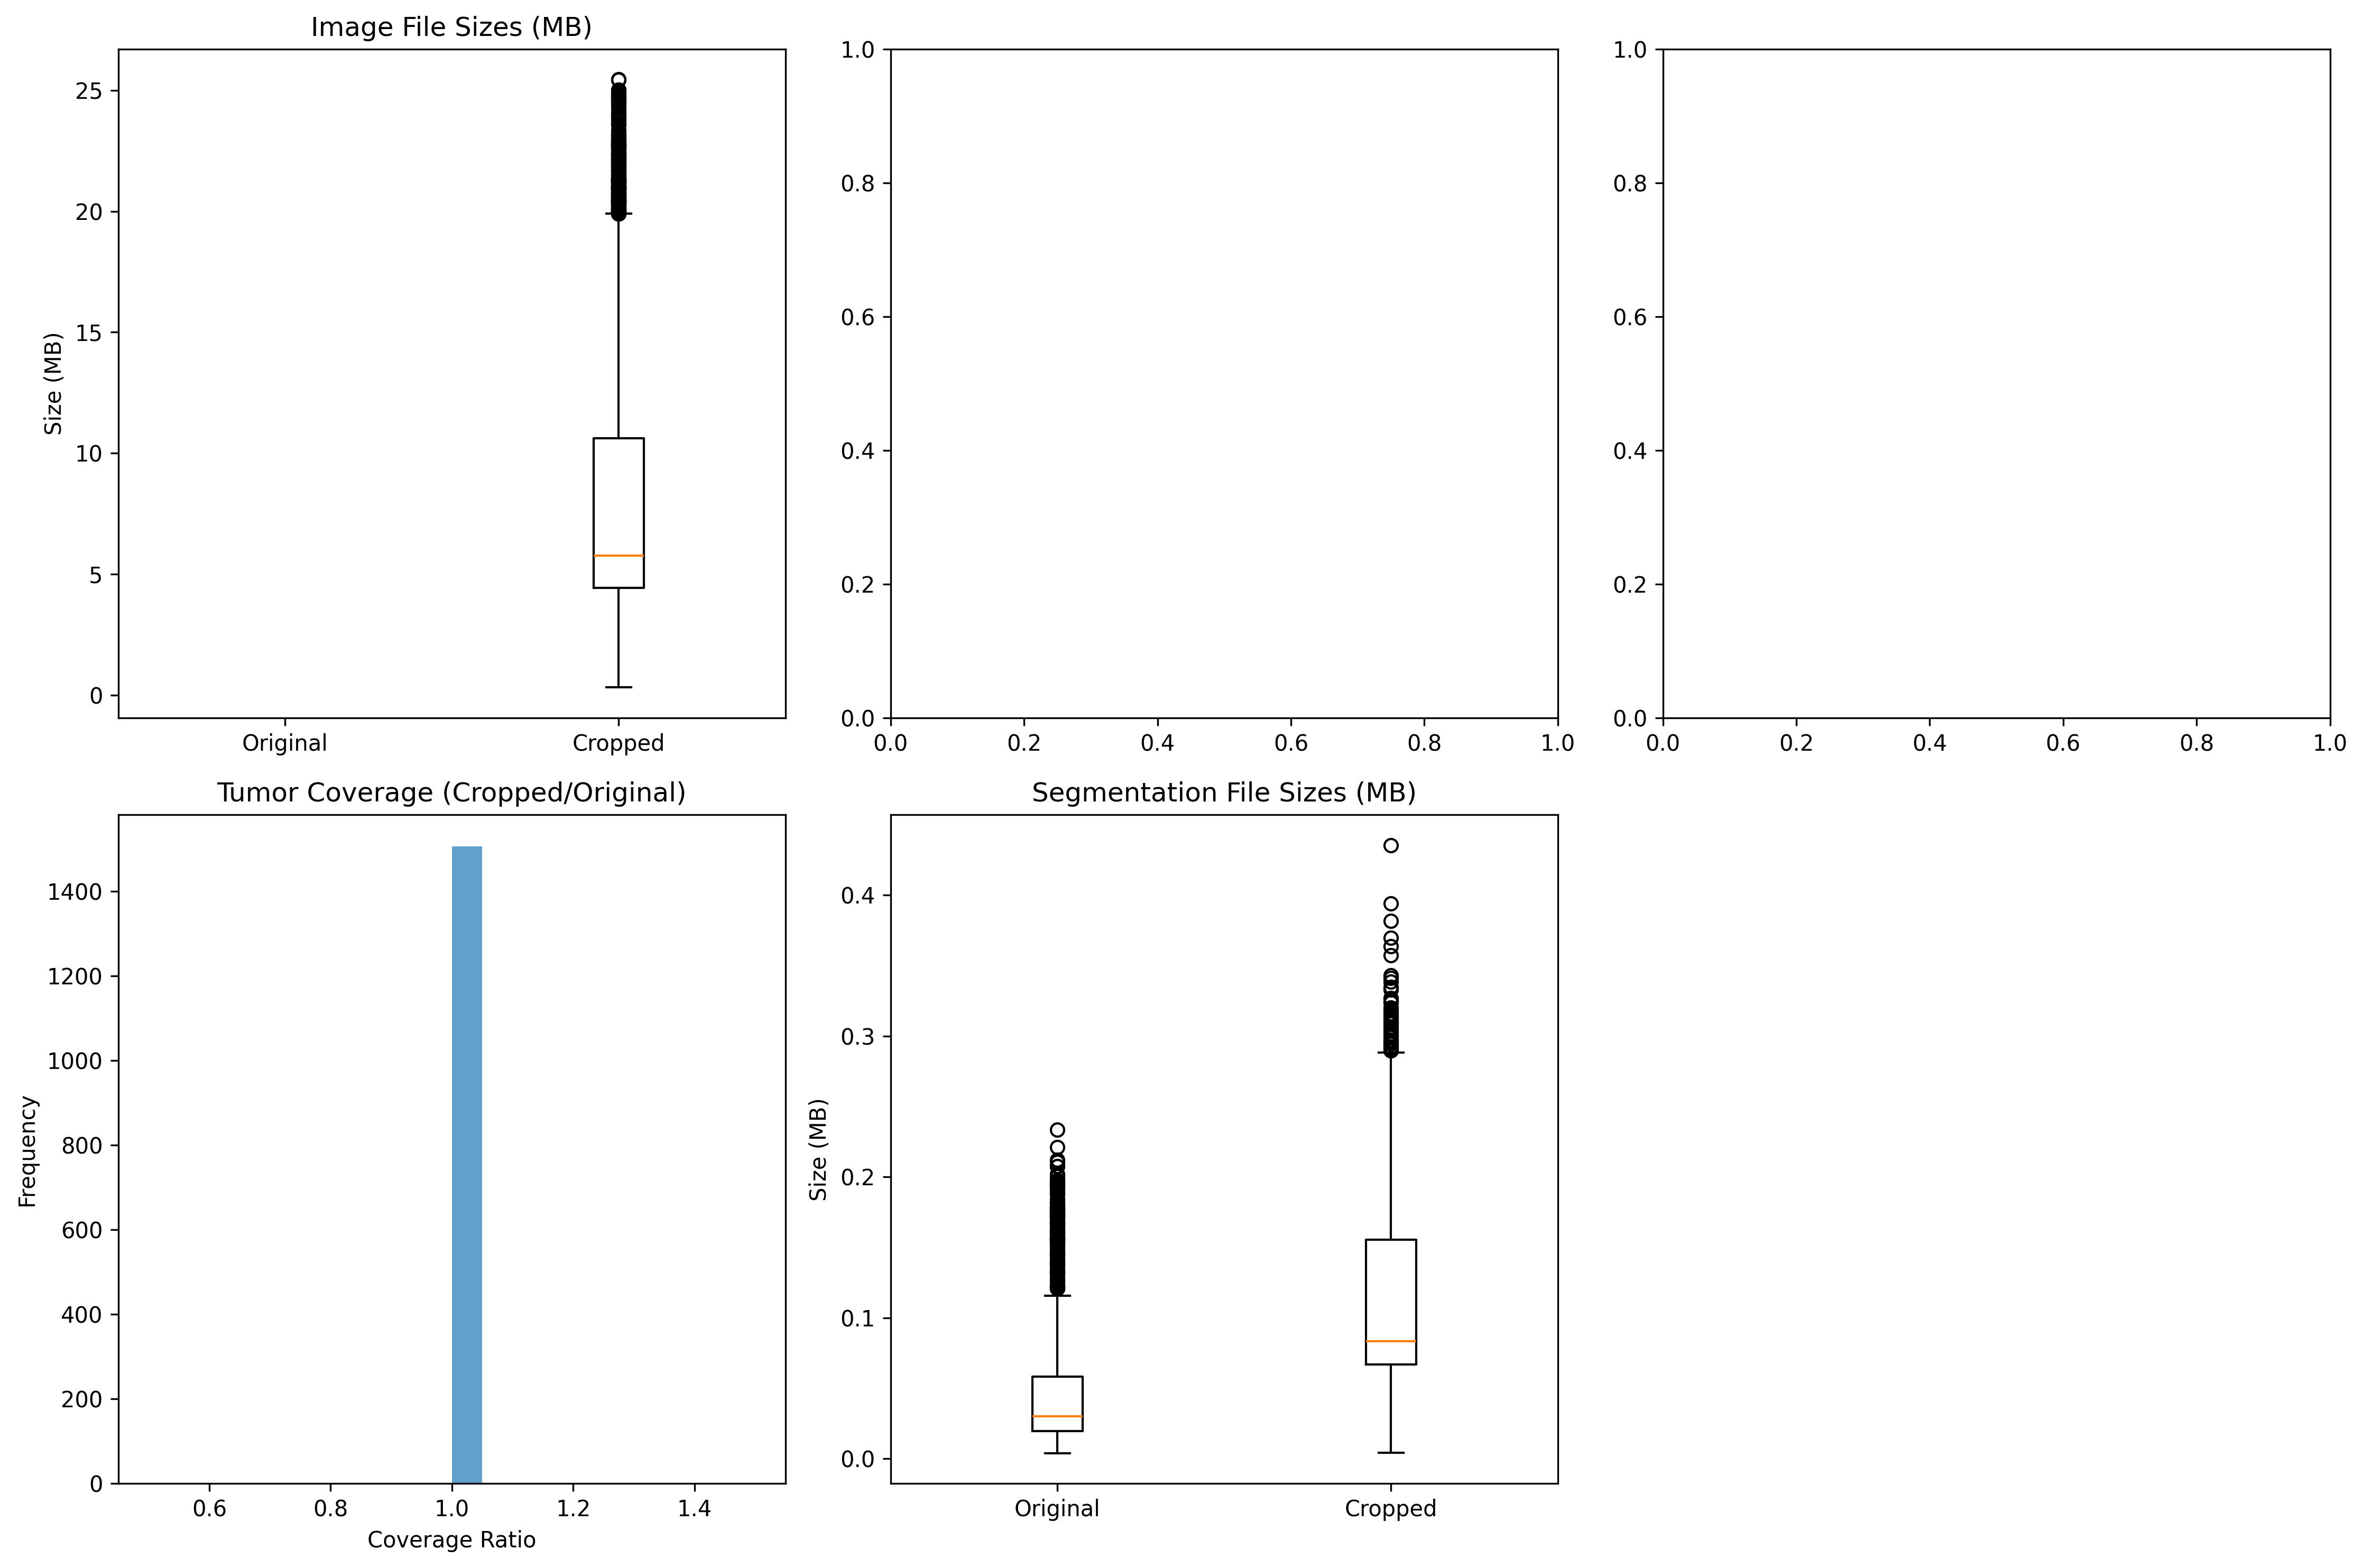 Image File Sizes (MB)
Size (MB)
25
20
15
10
5
0
Original Cropped
1.0
0.8
0.6
0.4
0.2
0.0
0.0 0.2 0.4 0.6 0.8 1.0
1.0
0.8
0.6
0.4
0.2
0.0
0.0 0.2 0.4 0.6 0.8 1.0
Tumor Coverage (Cropped/Original)
Frequency
1400
1200
1000
800
600
400
200
0
0.6 0.8 1.0 1.2 1.4
Coverage Ratio
Segmentation File Sizes (MB)
Size (MB)
0.4
0.3
0.2
0.1
0.0
Original Cropped